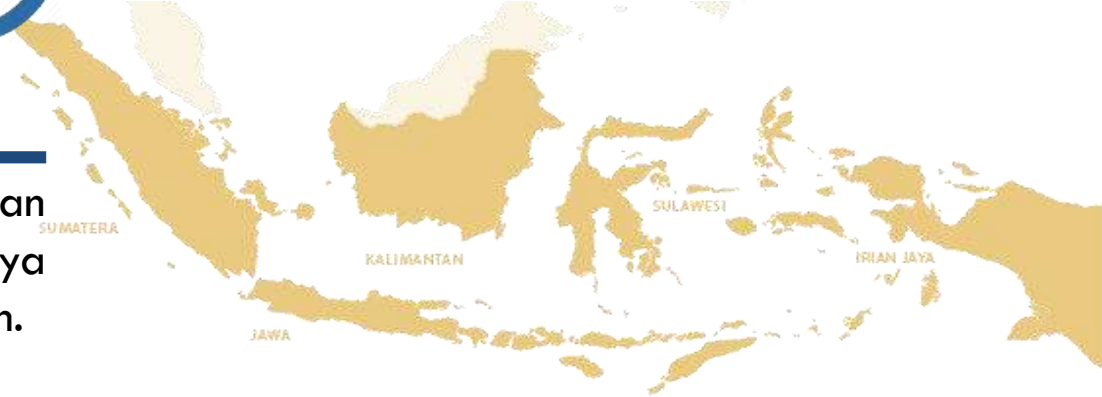 an
ya
n.
SUMATERA
KALIMANTAN
JAWA
SULAWESI
IRIAN JAYA